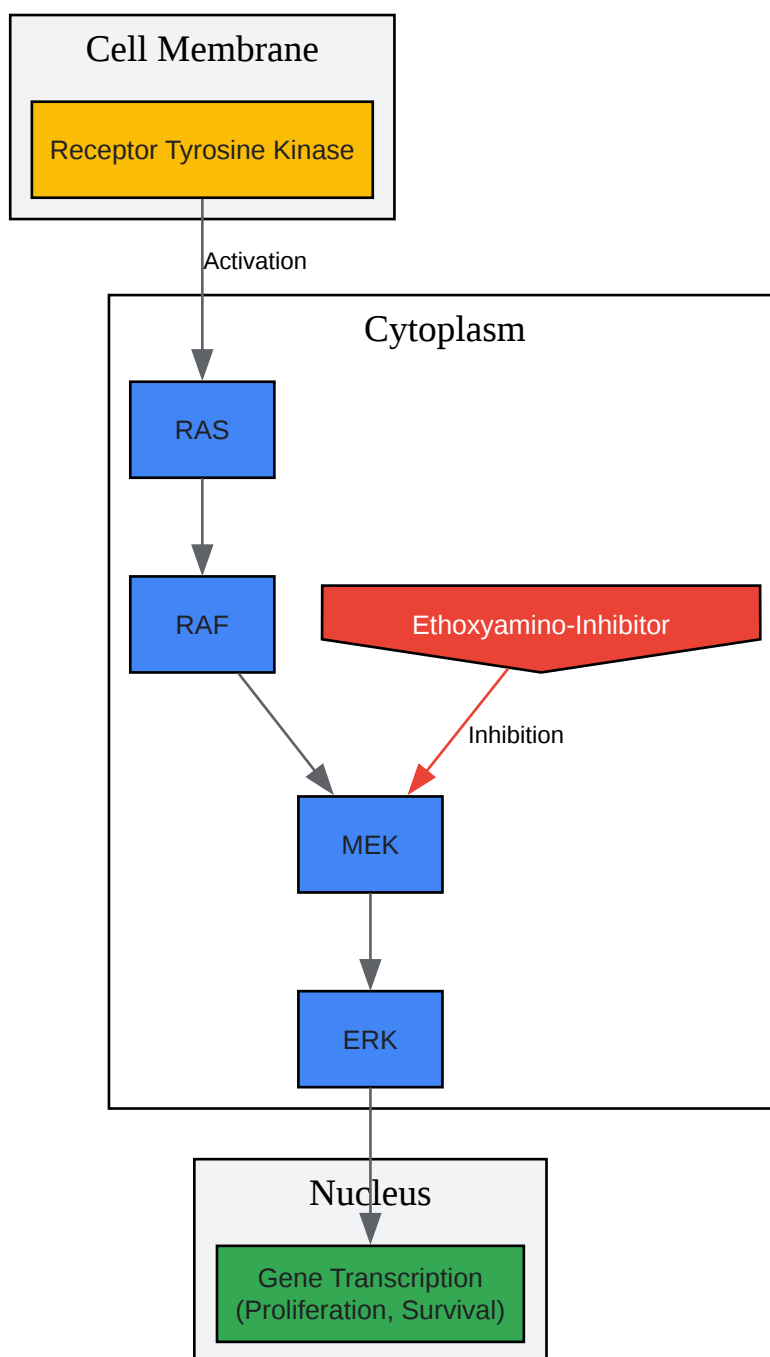 Cell Membrane
Receptor Tyrosine Kinase
Activation
Cytoplasm
RAS
RAF
Ethoxyamino-Inhibitor
Inhibition
MEK
ERK
Nucleus
Gene Transcription
(Proliferation, Survival)